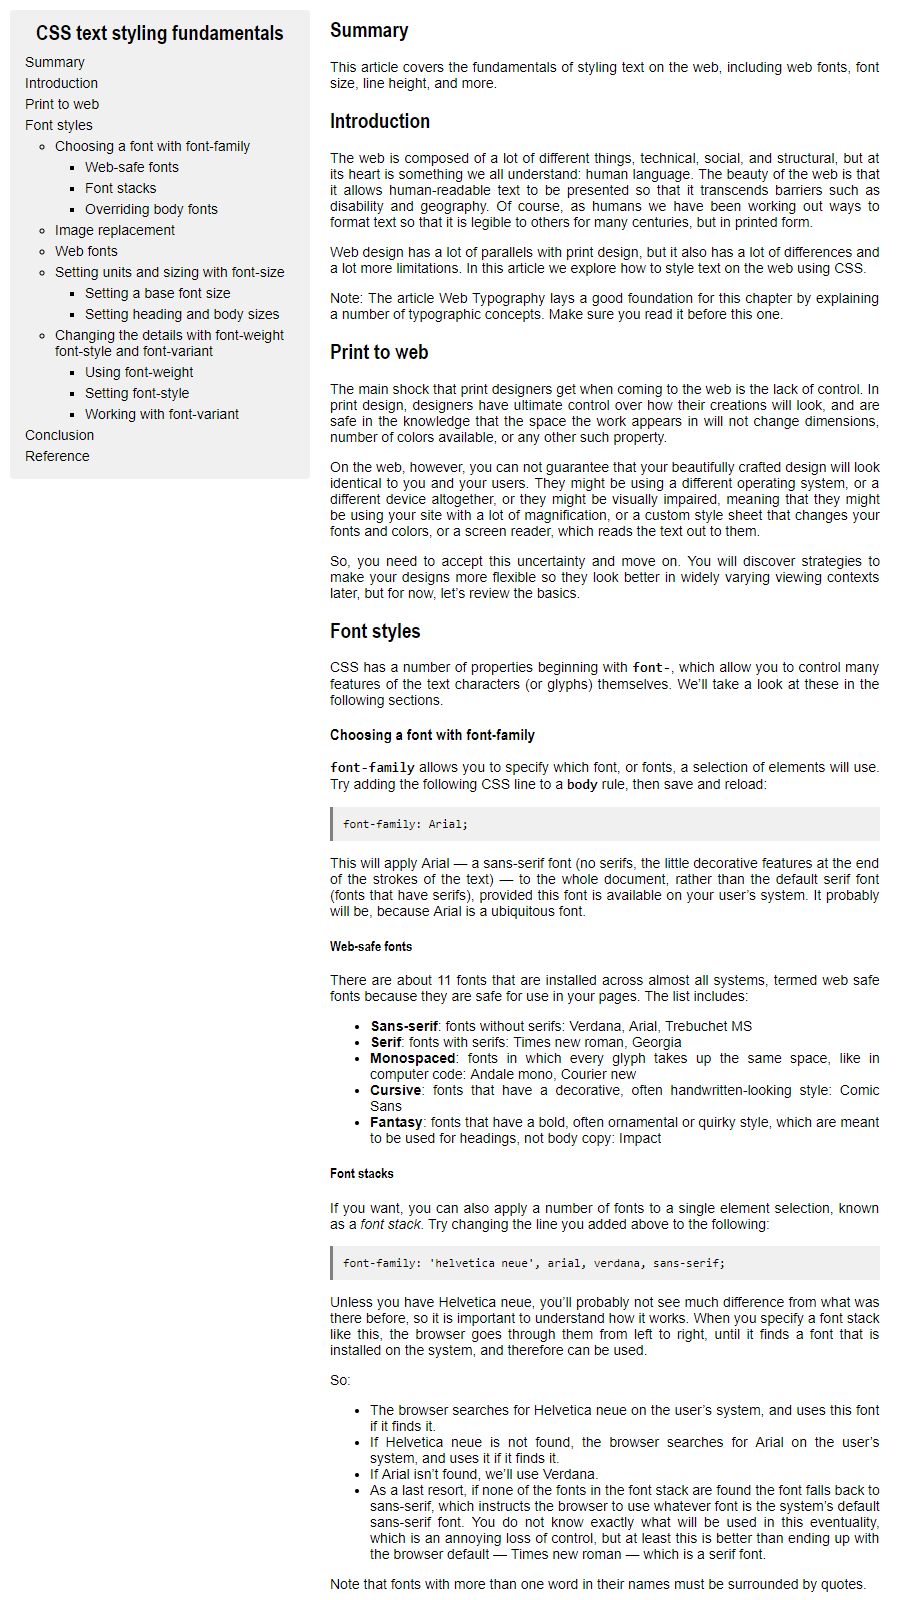 CSS text styling fundamentals
Summary
Introduction
Print to web
Font styles
Choosing a font with font-family
Web-safe fonts
Font stacks
Overriding body fonts
Image replacement
Web fonts
Setting units and sizing with font-size
Setting a base font size
Setting heading and body sizes
Changing the details with font-weight
font-style and font-variant
Using font-weight
Setting font-style
Working with font-variant
Conclusion
Reference
Summary
This article covers the fundamentals of styling text on the web, including web fonts, font
size, line height, and more.
Introduction
The web is composed of a lot of different things, technical, social, and structural, but at
its heart is something we all understand: human language. The beauty of the web is that
it allows human-readable text to be presented so that it transcends barriers such as
disability and geography. Of course, as humans we have been working out ways to
format text so that it is legible to others for many centuries, but in printed form.
Web design has a lot of parallels with print design, but it also has a lot of differences and
a lot more limitations. In this article we explore how to style text on the web using CSS.
Note: The article Web Typography lays a good foundation for this chapter by explaining
a number of typographic concepts. Make sure you read it before this one.
Print to web
The main shock that print designers get when coming to the web is the lack of control. In
print design, designers have ultimate control over how their creations will look, and are
safe in the knowledge that the space the work appears in will not change dimensions,
number of colors available, or any other such property.
On the web, however, you can not guarantee that your beautifully crafted design will look
identical to you and your users. They might be using a different operating system, or a
different device altogether, or they might be visually impaired, meaning that they might
be using your site with a lot of magnification, or a custom style sheet that changes your
fonts and colors, or a screen reader, which reads the text out to them.
So, you need to accept this uncertainty and move on. You will discover strategies to
make your designs more flexible so they look better in widely varying viewing contexts
later, but for now, let’s review the basics.
Font styles
CSS has a number of properties beginning with font-, which allow you to control many
features of the text characters (or glyphs) themselves. We’ll take a look at these in the
following sections.
Choosing a font with font-family
font-family allows you to specify which font, or fonts, a selection of elements will use.
Try adding the following CSS line to a body rule, then save and reload:
font-family: Arial;
This will apply Arial — a sans-serif font (no serifs, the little decorative features at the end
of the strokes of the text) — to the whole document, rather than the default serif font
(fonts that have serifs), provided this font is available on your user’s system. It probably
will be, because Arial is a ubiquitous font.
Web-safe fonts
There are about 11 fonts that are installed across almost all systems, termed web safe
fonts because they are safe for use in your pages. The list includes:
Sans-serif: fonts without serifs: Verdana, Arial, Trebuchet MS
Serif: fonts with serifs: Times new roman, Georgia
Monospaced: fonts in which every glyph takes up the same space, like in
computer code: Andale mono, Courier new
Cursive: fonts that have a decorative, often handwritten-looking style: Comic
Sans
Fantasy: fonts that have a bold, often ornamental or quirky style, which are meant
to be used for headings, not body copy: Impact
Font stacks
If you want, you can also apply a number of fonts to a single element selection, known
as a font stack. Try changing the line you added above to the following:
font-family: 'helvetica neue', arial, verdana, sans-serif;
Unless you have Helvetica neue, you’ll probably not see much difference from what was
there before, so it is important to understand how it works. When you specify a font stack
like this, the browser goes through them from left to right, until it finds a font that is
installed on the system, and therefore can be used.
So:
The browser searches for Helvetica neue on the user’s system, and uses this font
if it finds it.
If Helvetica neue is not found, the browser searches for Arial on the user’s
system, and uses it if it finds it.
If Arial isn’t found, we’ll use Verdana.
As a last resort, if none of the fonts in the font stack are found the font falls back to
sans-serif, which instructs the browser to use whatever font is the system’s default
sans-serif font. You do not know exactly what will be used in this eventuality,
which is an annoying loss of control, but at least this is better than ending up with
the browser default — Times new roman — which is a serif font.
Note that fonts with more than one word in their names must be surrounded by quotes.